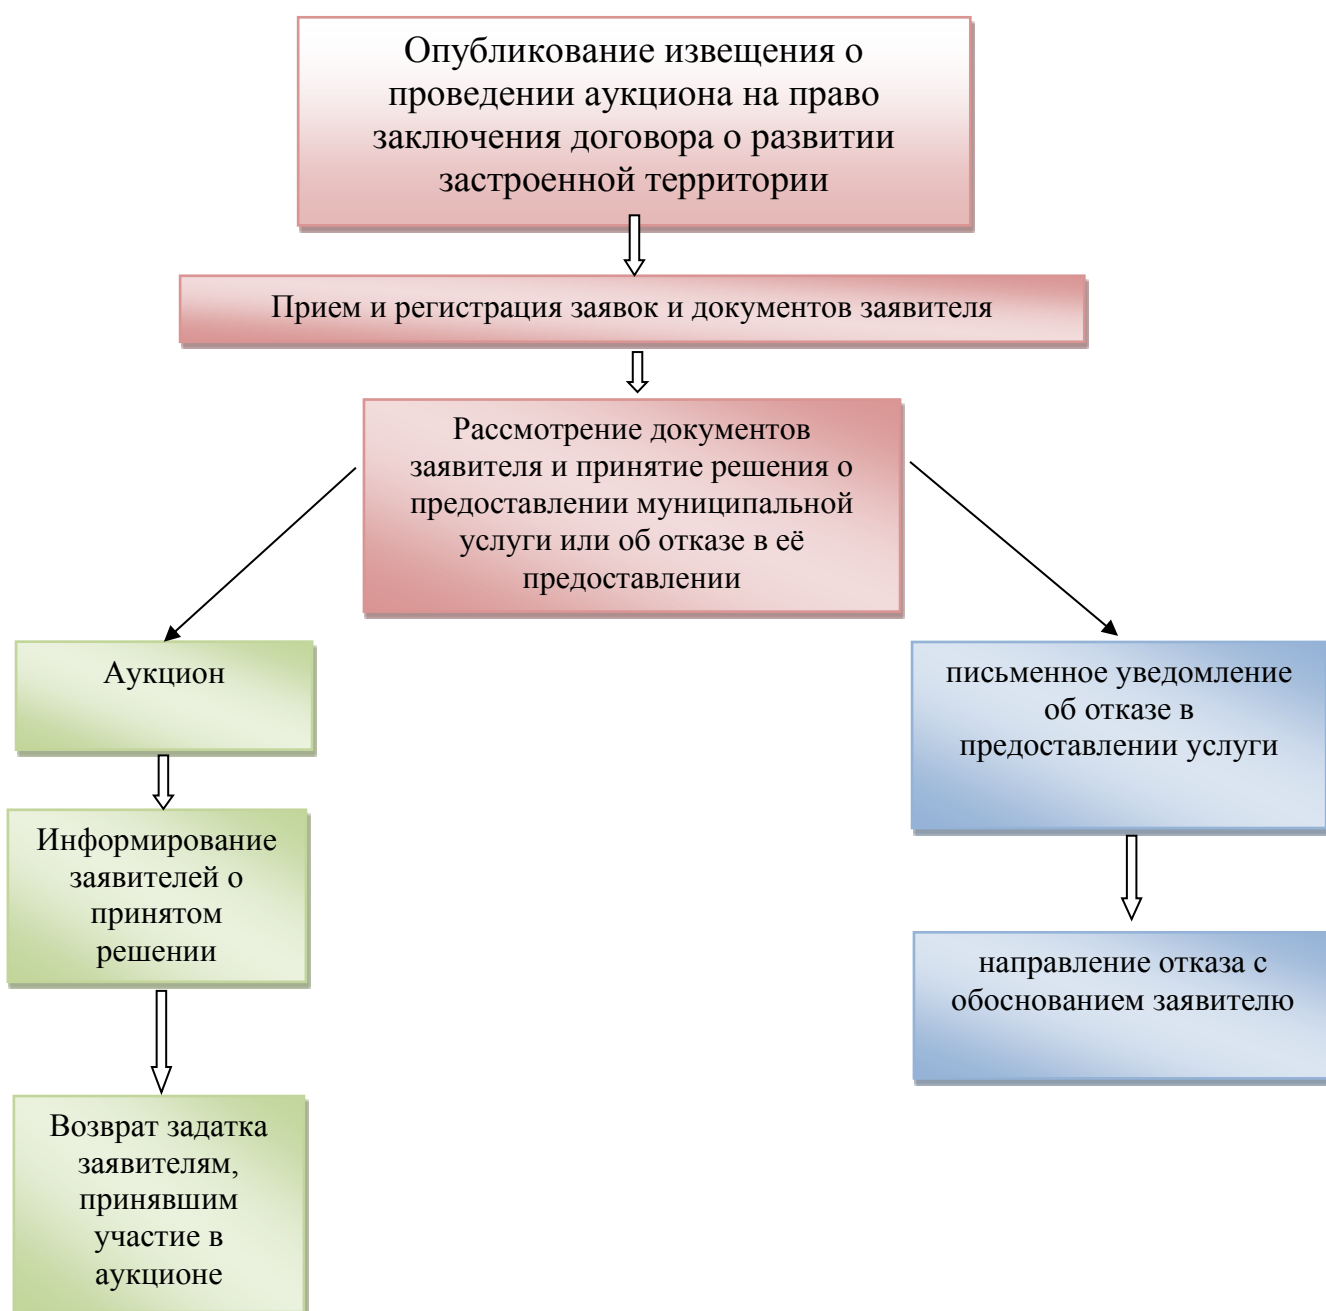 Опубликование извещения о
проведении аукциона на право
заключения договора о развитии
застроенной территории
Прием и регистрация заявок и документов заявителя
Рассмотрение документов
заявителя и принятие решения о
предоставлении муниципальной
услуги или об отказе в её
предоставлении
Аукцион
Информирование
заявителей о
принятом
решении
Возврат задатка
заявителям,
принявшим
участие в
аукционе
письменное уведомление
об отказе в
предоставлении услуги
направление отказа с
обоснованием заявителю